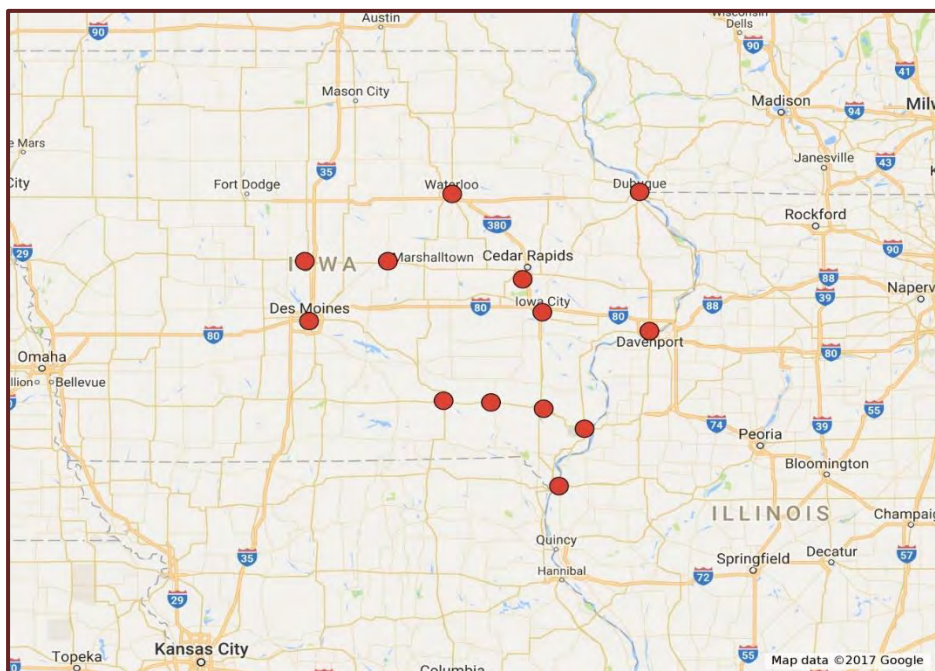 Austin
Wisconsin
Dells
90
90
Mason City
41
Madison
94
Milw
e Mars
35
Janesville
43
City
Fort Dodge
Waterloo
Dubuque
K
380
Rockford
29
IOWA
Marshalltown
Cedar Rapids
90
88
Iowa City
39
Naperv
Des Moines
80
80
88
80
Davenport
80
Omaha
llion
Bellevue
55
74
39
Peoria
Bloomington
ILLINOIS
Champaig
Quincy
35
Springfield
Decatur
57
Hannibal
72
29
Kansas City
Topeka
Columbia
55
Map data ©2017 Google